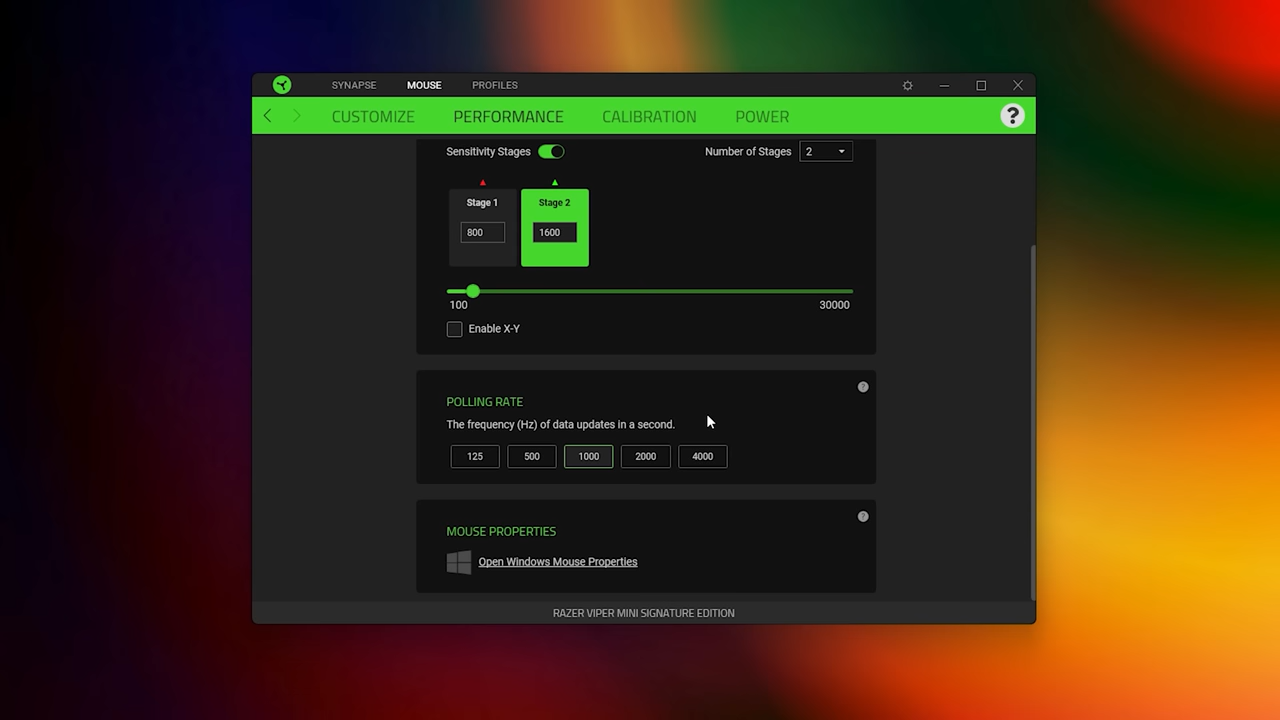 SYNAPSE MOUSE PROFILES
CUSTOMIZE PERFORMANCE CALIBRATION POWER ?
Sensitivity Stages Number of Stages 2
Stage 1 Stage 2
800 1600
100 30000
Enable X-Y
?
POLLING RATE
The frequency (Hz) of data updates in a second.
125 500 1000 2000 4000
?
MOUSE PROPERTIES
Open Windows Mouse Properties
RAZER VIPER MINI SIGNATURE EDITION